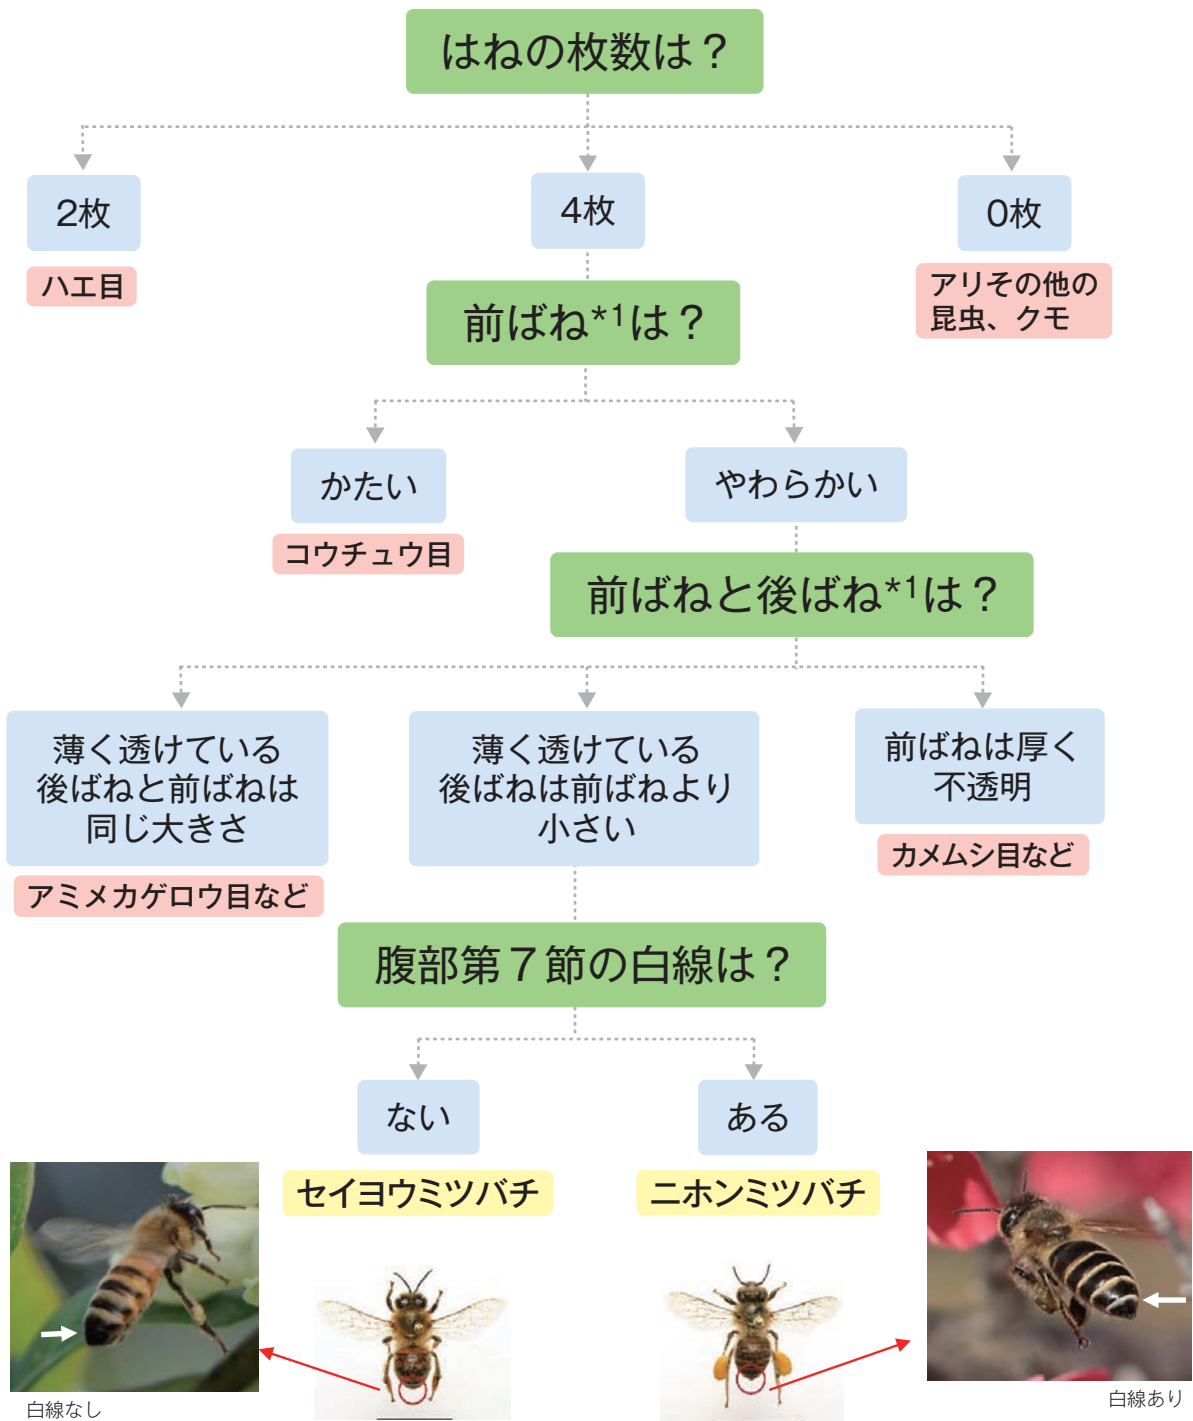 はねの枚数は？
2枚
4枚
0枚
ハエ目
アリその他の
昆虫、クモ
前ばね*1は？
かたい
やわらかい
コウチュウ目
前ばねと後ばね*1は？
薄く透けている
後ばねと前ばねは
同じ大きさ
薄く透けている
後ばねは前ばねより
小さい
前ばねは厚く
不透明
アミメカゲロウ目など
カメムシ目など
腹部第７節の白線は？
ない
ある
セイヨウミツバチ
ニホンミツバチ
白線なし
白線あり